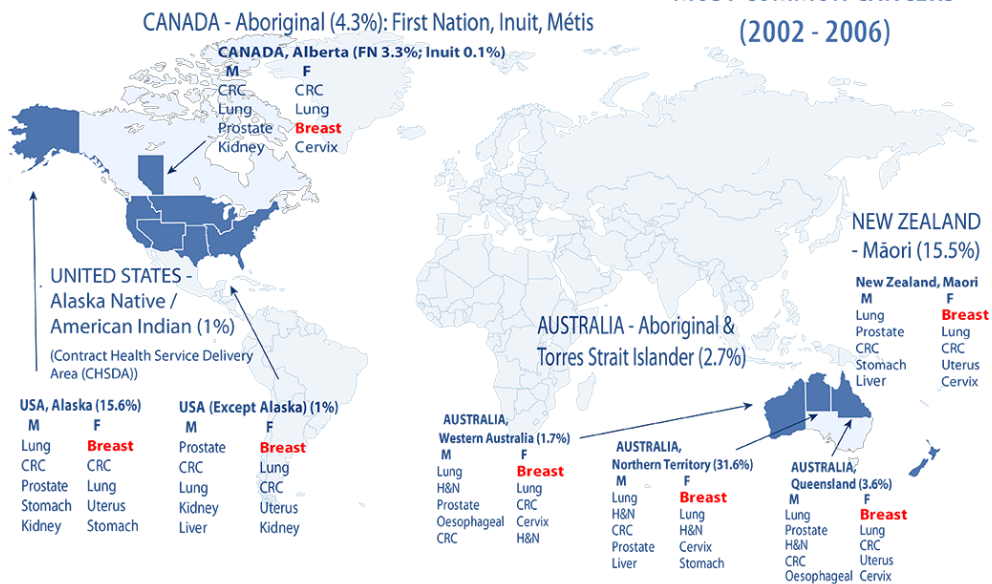 (2002 - 2006)
CANADA - Aboriginal (4.3%): First Nation, Inuit, Métis
CANADA, Alberta (FN 3.3%; Inuit 0.1%)
M F
CRC CRC
Lung Lung
Prostate Breast
Kidney Cervix
NEW ZEALAND
- Māori (15.5%)
New Zealand, Maori
M F
Lung Breast
Prostate Lung
CRC CRC
Stomach Uterus
Liver Cervix
UNITED STATES -
Alaska Native /
American Indian (1%)
(Contract Health Service Delivery
Area (CHSDA))
USA, Alaska (15.6%)
M F
Lung Breast
CRC CRC
Prostate Lung
Stomach Uterus
Kidney Stomach
USA (Except Alaska) (1%)
M F
Prostate Breast
CRC Lung
Lung CRC
Kidney Uterus
Liver Kidney
AUSTRALIA - Aboriginal &
Torres Strait Islander (2.7%)
AUSTRALIA,
Western Australia (1.7%)
M F
Lung Breast
H&N Lung
Prostate CRC
Oesophageal Cervix
CRC H&N
AUSTRALIA,
Northern Territory (31.6%)
M F
Lung Breast
H&N Lung
CRC H&N
Prostate Cervix
Liver Stomach
AUSTRALIA,
Queensland (3.6%)
M F
Lung Breast
Prostate Lung
H&N CRC
CRC Uterus
Oesophageal Cervix